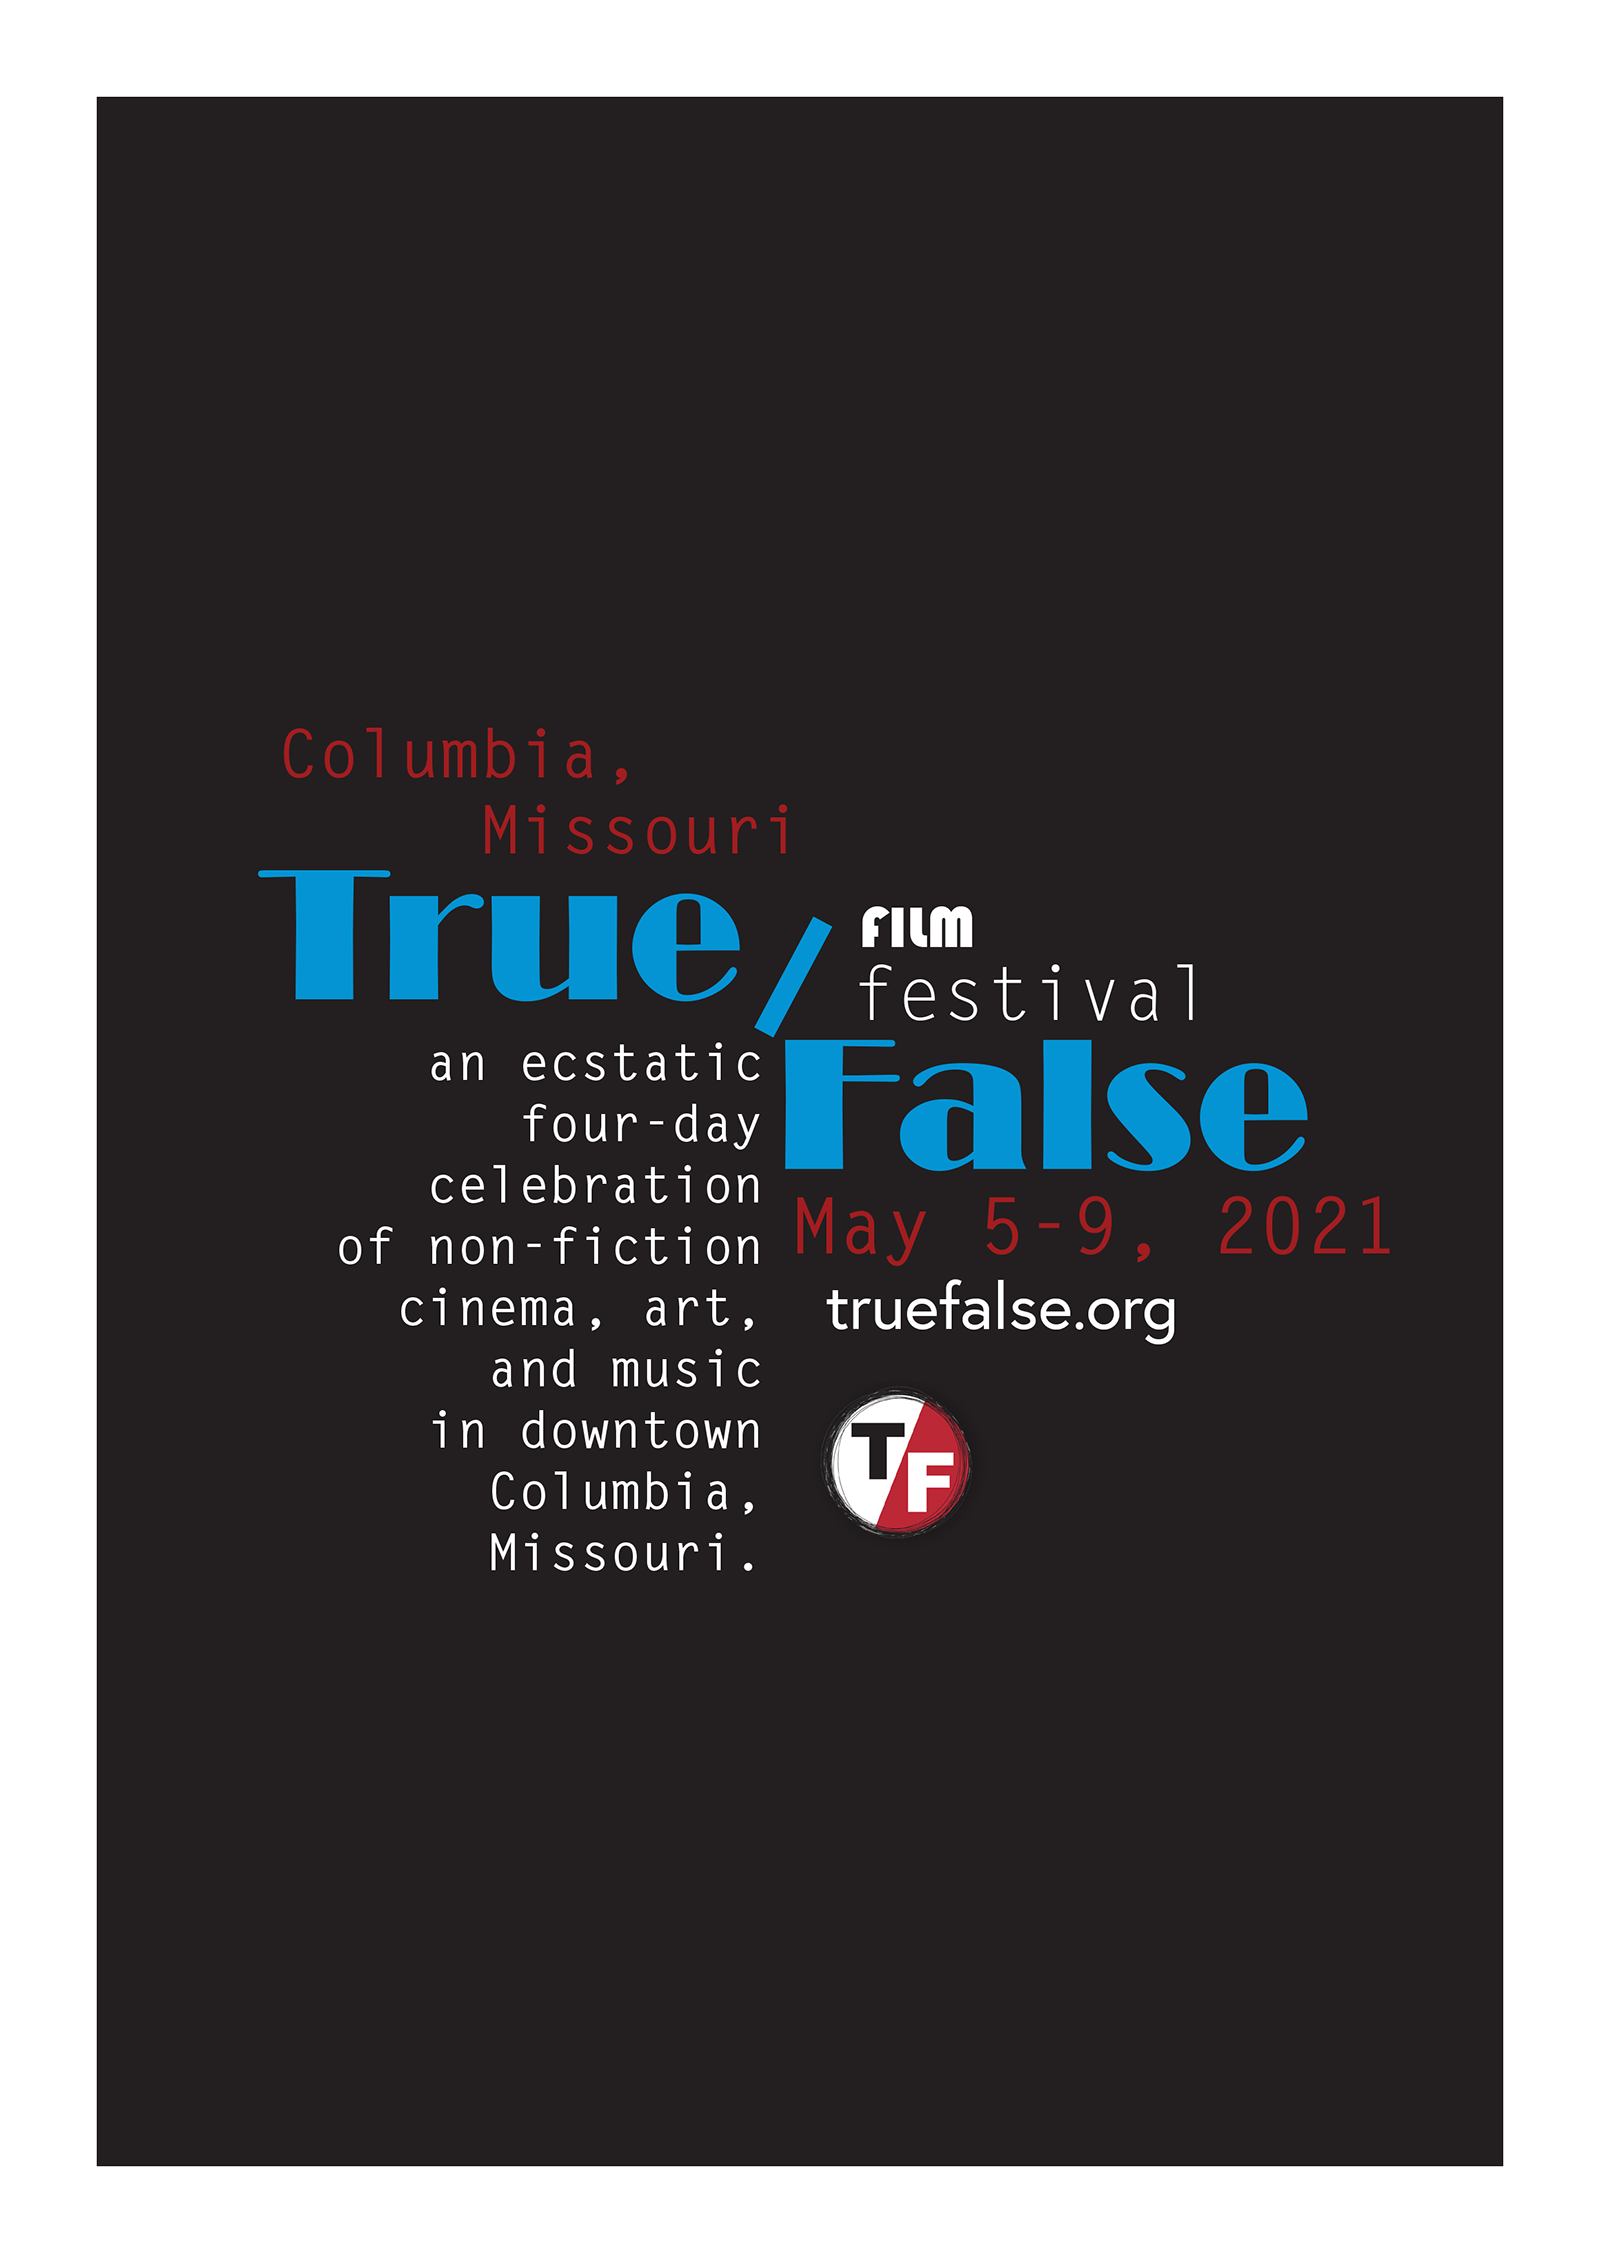 Columbia,
Missouri
True/
FILM
festival
False
an ecstatic
four-day
celebration
of non-fiction
cinema, art,
and music
in downtown
Columbia,
Missouri.
May 5-9, 2021
truefalse.org
T/F